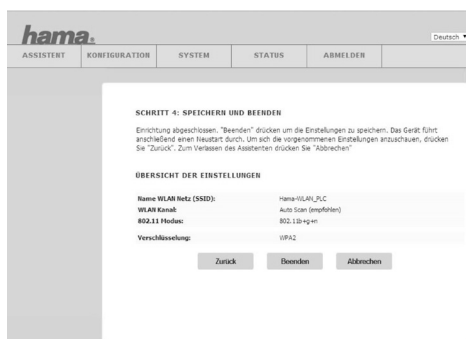 hama.
Deutsch
ASSISTENT KONFIGURATION SYSTEM STATUS ABMELDEN
SCHRITT 4: SPEICHERN UND BEENDEN
Einrichtung abgeschlossen. "Beenden" drücken um die Einstellungen zu speichern. Das Gerät führt
anschließend einen Neustart durch. Um sich die vorgenommenen Einstellungen anzuschauen, drücken
Sie "Zurück". Zum Verlassen des Assistenten drücken Sie "Abbrechen"
ÜBERSICHT DER EINSTELLUNGEN
Name WLAN Netz (SSID): Hama-WLAN_PLC
WLAN Kanal: Auto Scan (empfohlen)
802.11 Modus: 802.11b+g+n
Verschlüsselung: WPA2
Zurück Beenden Abbrechen